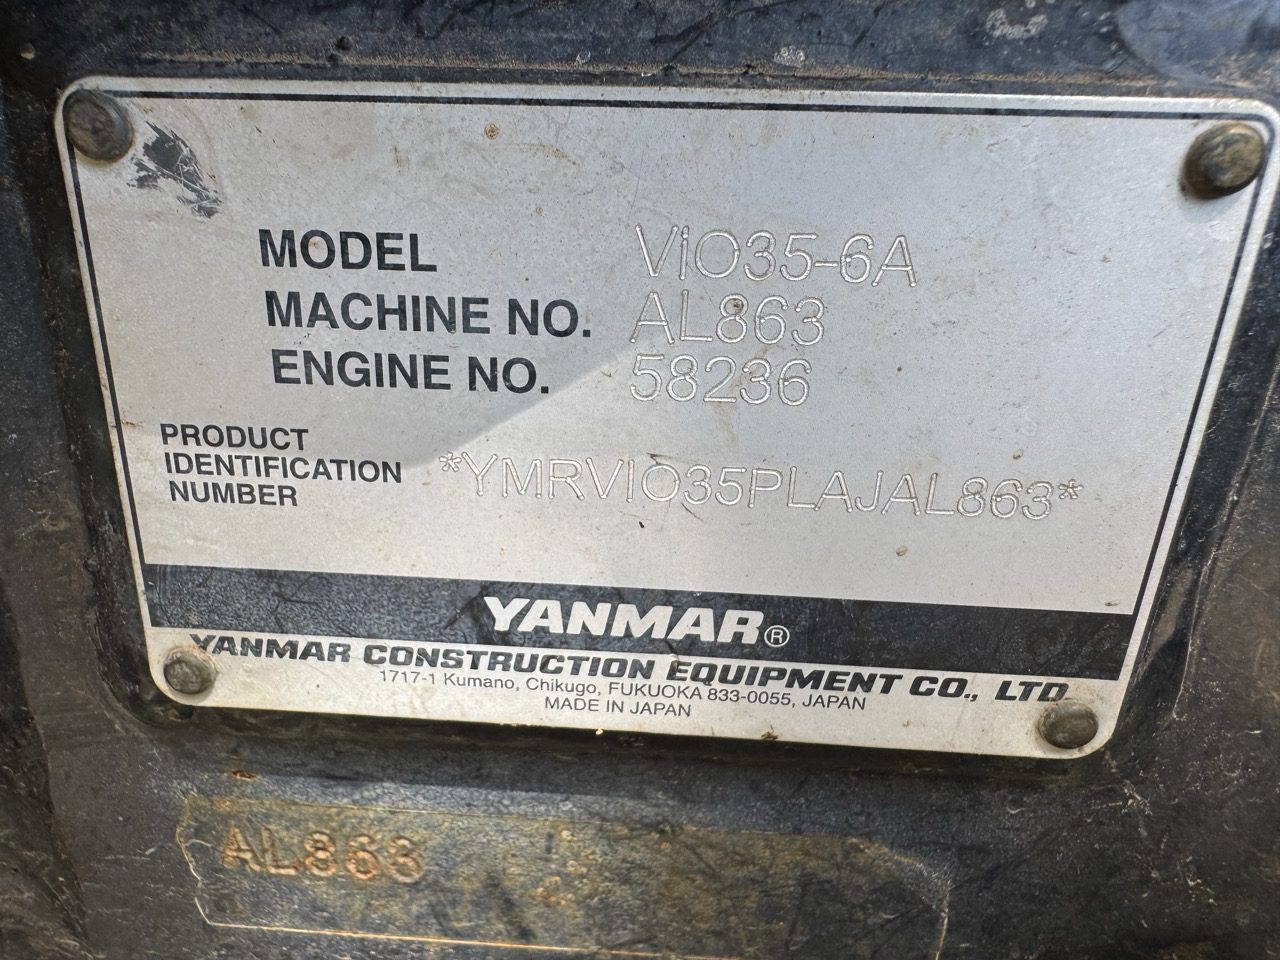 MODEL ViO35-6A
MACHINE NO. AL863
ENGINE NO. 58236
PRODUCT
IDENTIFICATION
NUMBER
*YMRVIO35PLAJAL863*
YANMAR®
YANMAR CONSTRUCTION EQUIPMENT CO., LTD.
1717-1 Kumano, Chikugo, FUKUOKA 833-0055, JAPAN
MADE IN JAPAN
AL863